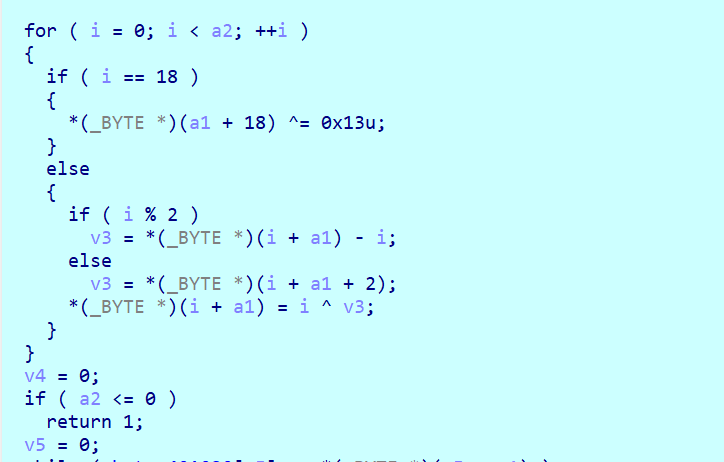 for ( i = 0; i < a2; ++i )
{
if ( i == 18 )
{
*(_BYTE *)(a1 + 18) ^= 0x13u;
}
else
{
if ( i % 2 )
v3 = *(_BYTE *)(i + a1) - i;
else
v3 = *(_BYTE *)(i + a1 + 2);
*(_BYTE *)(i + a1) = i ^ v3;
}
}
v4 = 0;
if ( a2 <= 0 )
return 1;
v5 = 0;